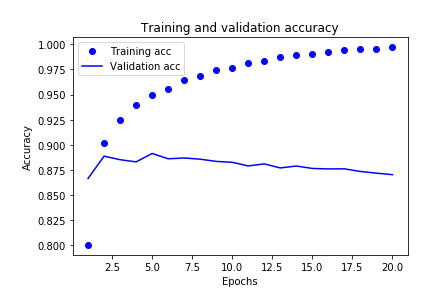 Training and validation accuracy
1.000
0.975
0.950
0.925
0.900
0.875
0.850
0.825
0.800
Accuracy
Training acc
Validation acc
2.5 5.0 7.5 10.0 12.5 15.0 17.5 20.0
Epochs